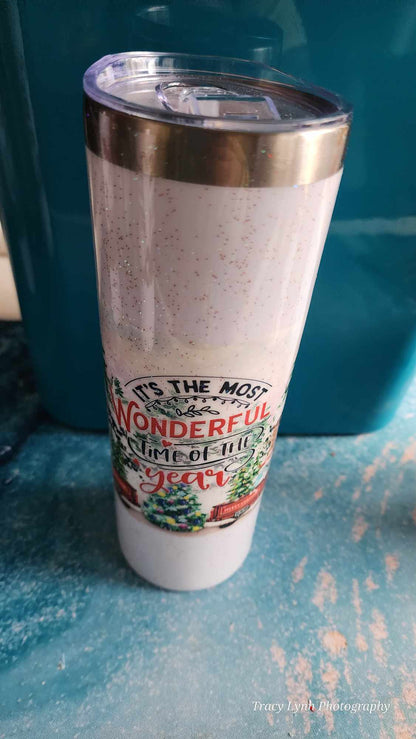 IT'S THE MOST
WONDERFUL
TIME OF THE
year
Tracy Lynn Photography